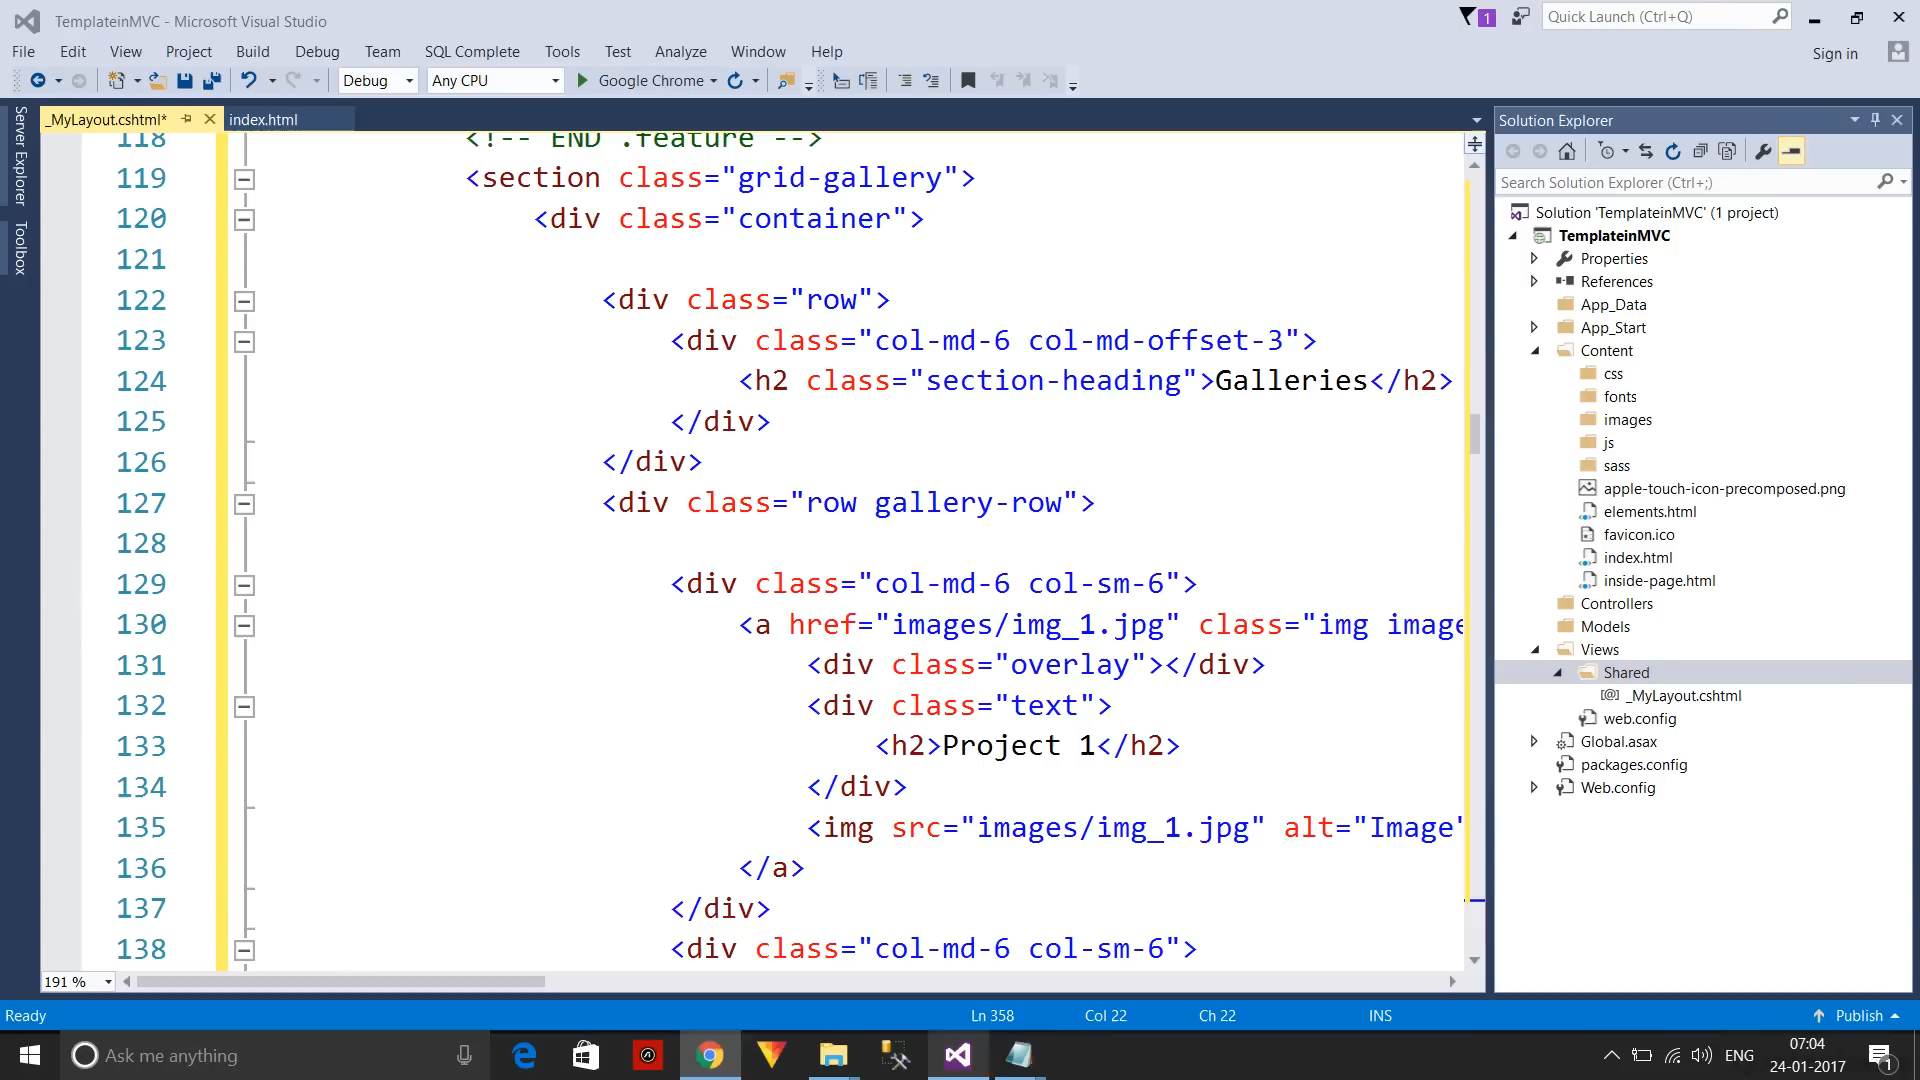 TemplateinMVC - Microsoft Visual Studio
1
Quick Launch (Ctrl+Q)
File Edit View Project Build Debug Team SQL Complete Tools Test Analyze Window Help
Sign in
Debug Any CPU Google Chrome
Server Explorer
Toolbox
_MyLayout.cshtml*
index.html
118 <!-- END .feature -->
119 <section class="grid-gallery">
120 <div class="container">
121
122 <div class="row">
123 <div class="col-md-6 col-md-offset-3">
124 <h2 class="section-heading">Galleries</h2>
125 </div>
126 </div>
127 <div class="row gallery-row">
128
129 <div class="col-md-6 col-sm-6">
130 <a href="images/img_1.jpg" class="img image
131 <div class="overlay"></div>
132 <div class="text">
133 <h2>Project 1</h2>
134 </div>
135 <img src="images/img_1.jpg" alt="Image"
136 </a>
137 </div>
138 <div class="col-md-6 col-sm-6">
191 %
Solution Explorer
Search Solution Explorer (Ctrl+;)
Solution 'TemplateinMVC' (1 project)
TemplateinMVC
Properties
References
App_Data
App_Start
Content
css
fonts
images
js
sass
apple-touch-icon-precomposed.png
elements.html
favicon.ico
index.html
inside-page.html
Controllers
Models
Views
Shared
_MyLayout.cshtml
web.config
Global.asax
packages.config
Web.config
Ready
Ln 358
Col 22
Ch 22
INS
Publish
Ask me anything
ENG
07:04
24-01-2017
1